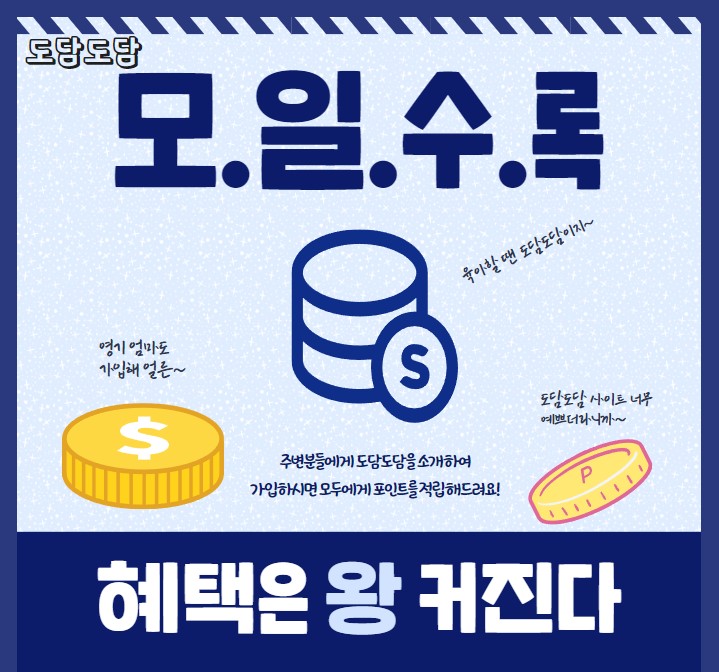 도담도담
모.일.수.록
육아할 땐 도담도담이지~
영기 엄마도
가입해 얼른~
$
S
도담도담 사이트 너무
예쁘더라니까~
P
주변분들에게 도담도담을 소개하여
가입하시면 모두에게 포인트를 적립해드려요!
혜택은 왕 커진다